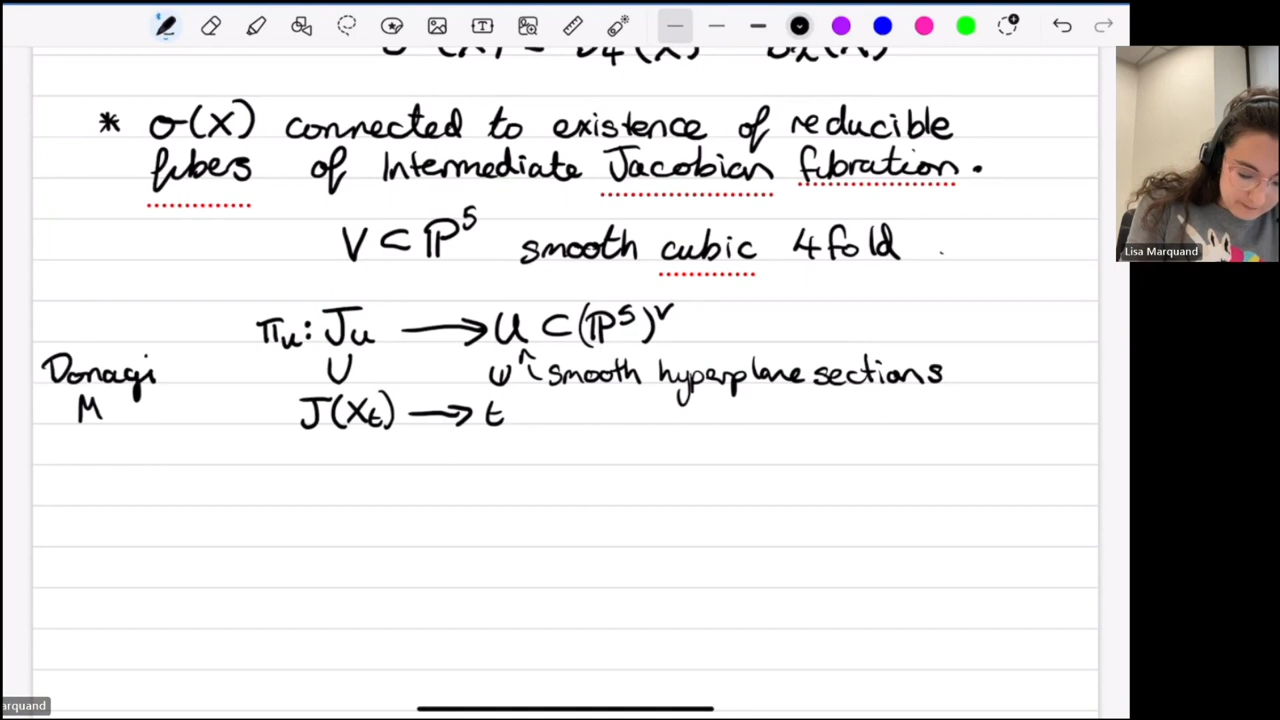 * σ(X) connected to existence of reducible
fibers of Intermediate Jacobian fibration.
V ⊂ ℙ⁵ smooth cubic 4fold
π_u : J_u → U ⊂ (ℙ⁵)^v
Donagi ∪ ψ smooth hyperplane sections
M J(X_t) → t
Lisa Marquand
arquand